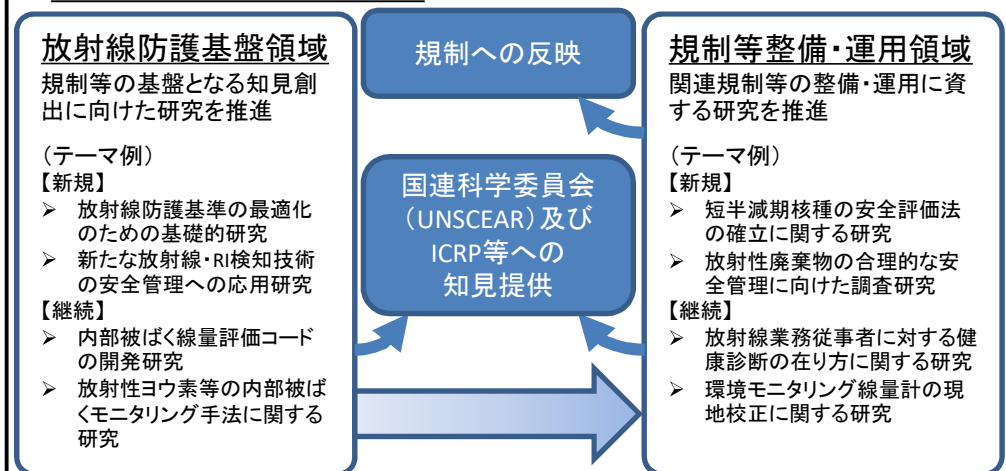 放射線防護基盤領域
規制等の基盤となる知見創
出に向けた研究を推進
（テーマ例）
【新規】
➢ 放射線防護基準の最適化
のための基礎的研究
➢ 新たな放射線・RI検知技術
の安全管理への応用研究
【継続】
➢ 内部被ばく線量評価コード
の開発研究
➢ 放射性ヨウ素等の内部被ば
くモニタリング手法に関する
研究
規制への反映
国連科学委員会
（UNSCEAR）及び
ICRP等への
知見提供
規制等整備・運用領域
関連規制等の整備・運用に資
する研究を推進
（テーマ例）
【新規】
➢ 短半減期核種の安全評価法
の確立に関する研究
➢ 放射性廃棄物の合理的な安
全管理に向けた調査研究
【継続】
➢ 放射線業務従事者に対する健
康診断の在り方に関する研究
➢ 環境モニタリング線量計の現
地校正に関する研究